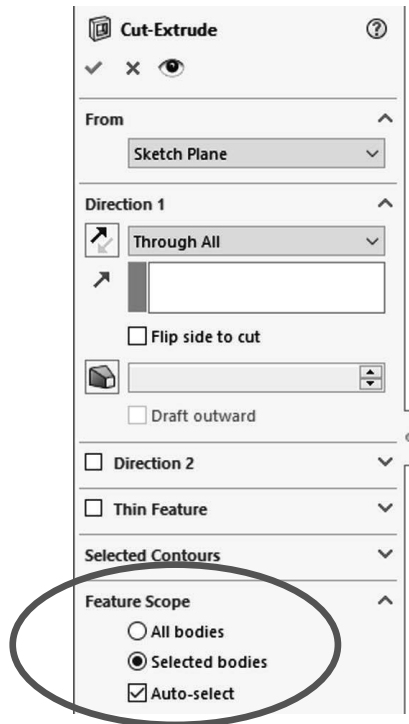 Cut-Extrude
From
Sketch Plane
Direction 1
Through All
Flip side to cut
Draft outward
Direction 2
Thin Feature
Selected Contours
Feature Scope
All bodies
Selected bodies
Auto-select